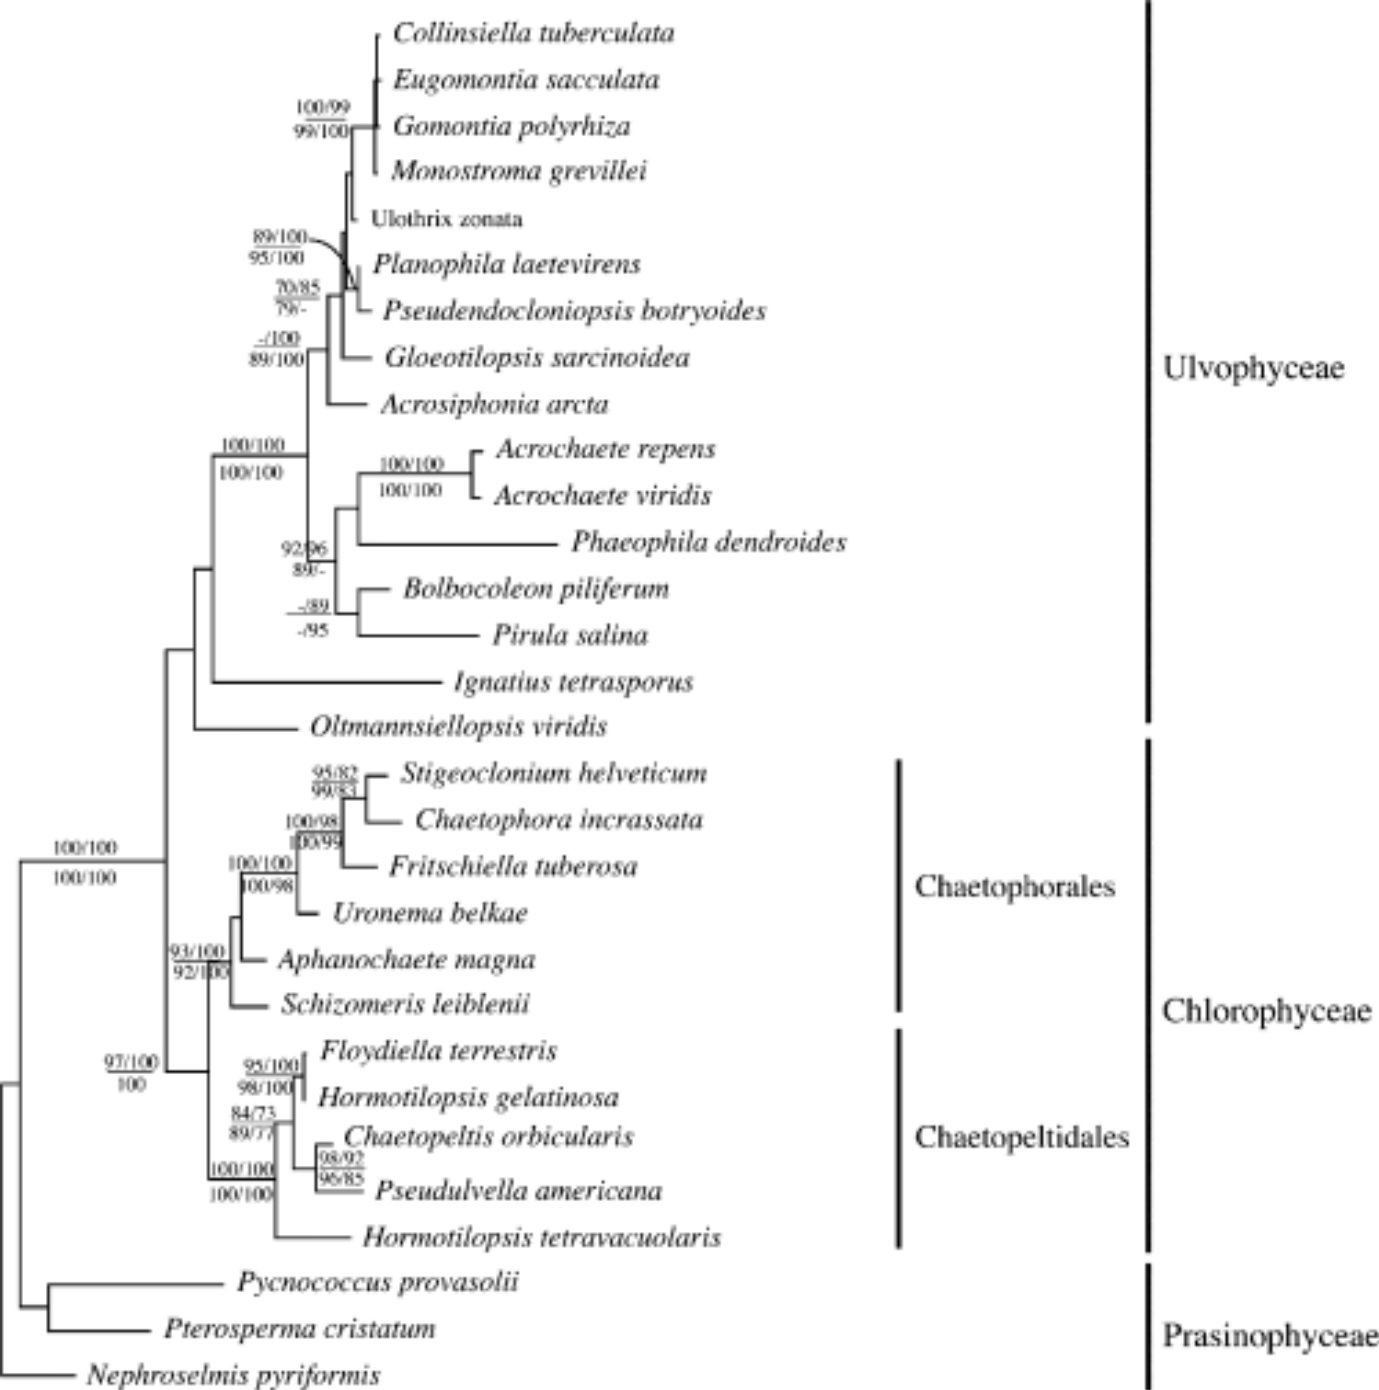 Collinsiella tuberculata
Eugomontia sacculata
100/99
99/100
Gomontia polyrhiza
Monostroma grevillei
Ulothrix zonata
89/100
95/100
Planophila laetevirens
70/85
79/-
Pseudendocloniopsis botryoides
-/100
89/100
Gloeotilopsis sarcinoidea
Ulvophyceae
Acrosiphonia arcta
100/100
100/100
Acrochaete repens
100/100
100/100
Acrochaete viridis
92/96
89/-
Phaeophila dendroides
Bolbocoleon piliferum
-/89
-/95
Pirula salina
Ignatius tetrasporus
Oltmannsiellopsis viridis
95/82
99/83
Stigeoclonium helveticum
100/98
100/99
Chaetophora incrassata
100/100
100/100
Fritschiella tuberosa
100/100
100/98
Chaetophorales
Uronema belkae
93/100
92/100
Aphanochaete magna
Schizomeris leiblenii
Chlorophyceae
97/100
100
Floydiella terrestris
95/100
98/100
Hormotilopsis gelatinosa
84/73
89/77
Chaetopeltis orbicularis
Chaetopeltidales
98/92
96/85
100/100
100/100
Pseudulvella americana
Hormotilopsis tetravacuolaris
Pycnococcus provasolii
Pterosperma cristatum
Prasinophyceae
Nephroselmis pyriformis